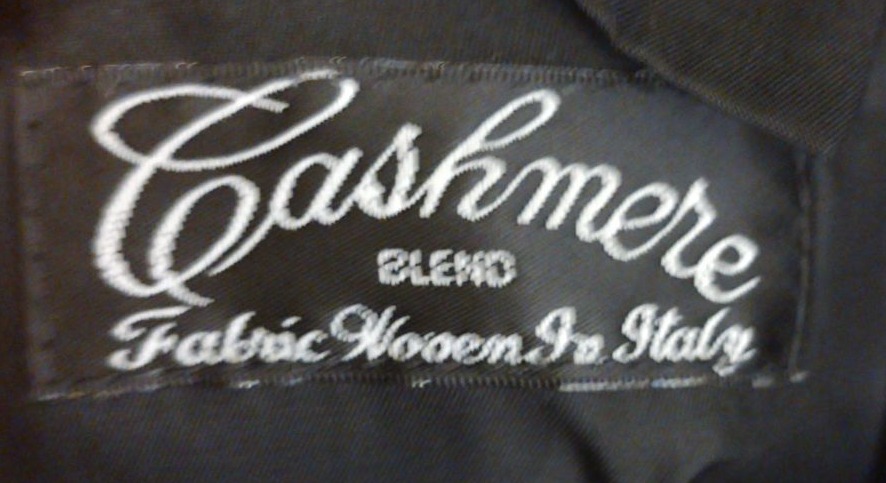 Cashmere
BLEND
Fabric Woven In Italy